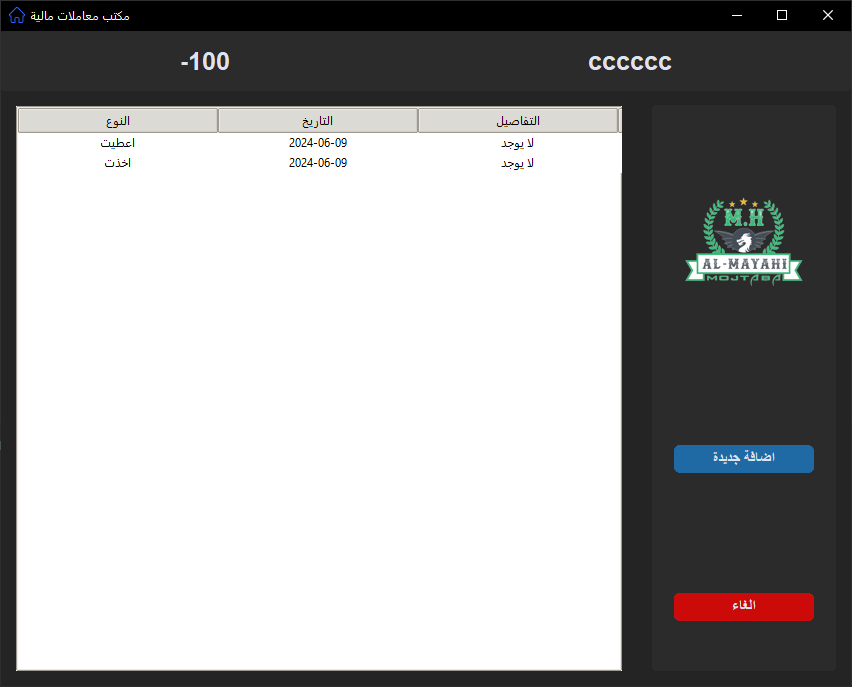 مكتب معاملات مالية
-100 cccccc
النوع التاريخ التفاصيل
اعطيت 2024-06-09 لا يوجد
اخذت 2024-06-09 لا يوجد
M.H
AL-MAYAHI
MOJTABA
اضافة جديدة
الغاء